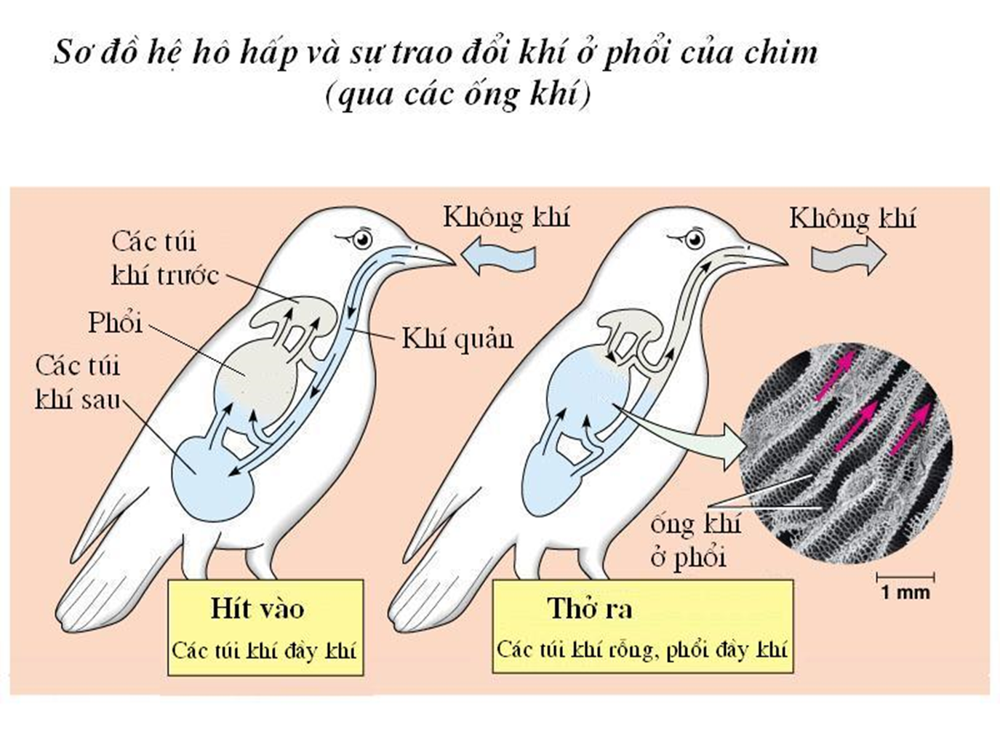 Sơ đồ hệ hô hấp và sự trao đổi khí ở phổi của chim
(qua các ống khí)
Không khí
Không khí
Các túi
khí trước
Phổi
Khí quản
Các túi
khí sau
ống khí
ở phổi
1 mm
Hít vào
Các túi khí đầy khí
Thở ra
Các túi khí rỗng, phổi đầy khí